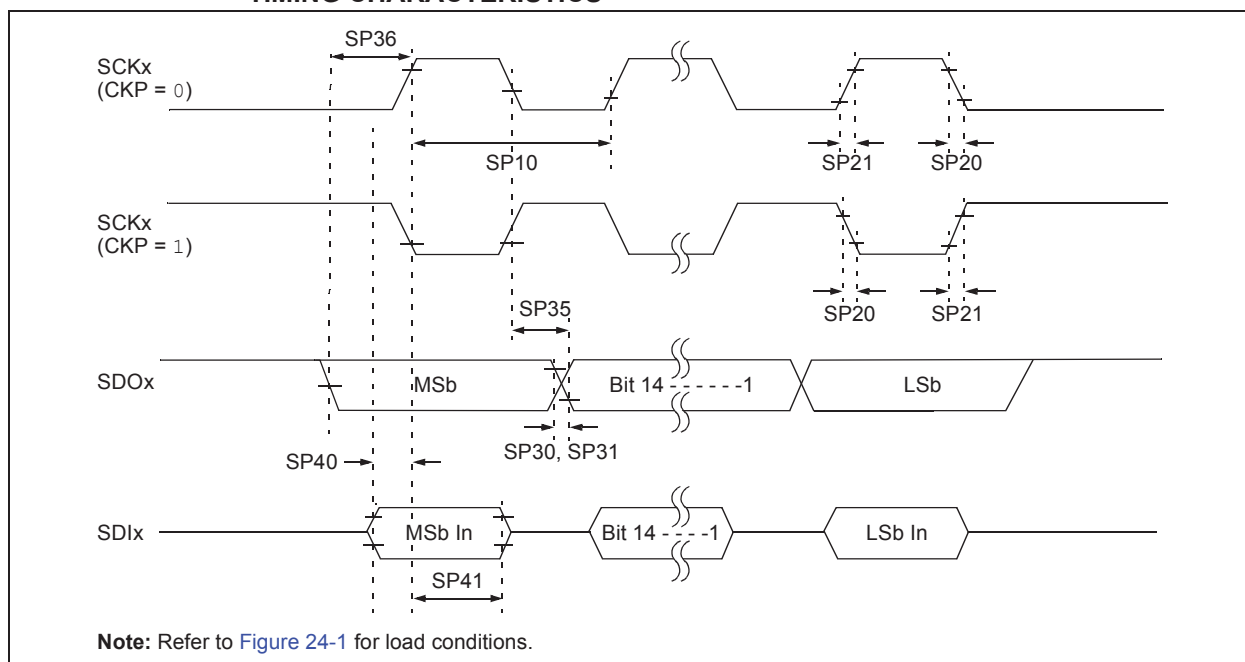 TIMING CHARACTERISTICS
SP36
SCKx
(CKP = 0)
SP10
SP21
SP20
SCKx
(CKP = 1)
SP35
SP20
SP21
SDOx
MSb
Bit 14 - - - - - -1
LSb
SP30, SP31
SP40
SDIx
MSb In
Bit 14 - - - -1
LSb In
SP41
Note: Refer to Figure 24-1 for load conditions.